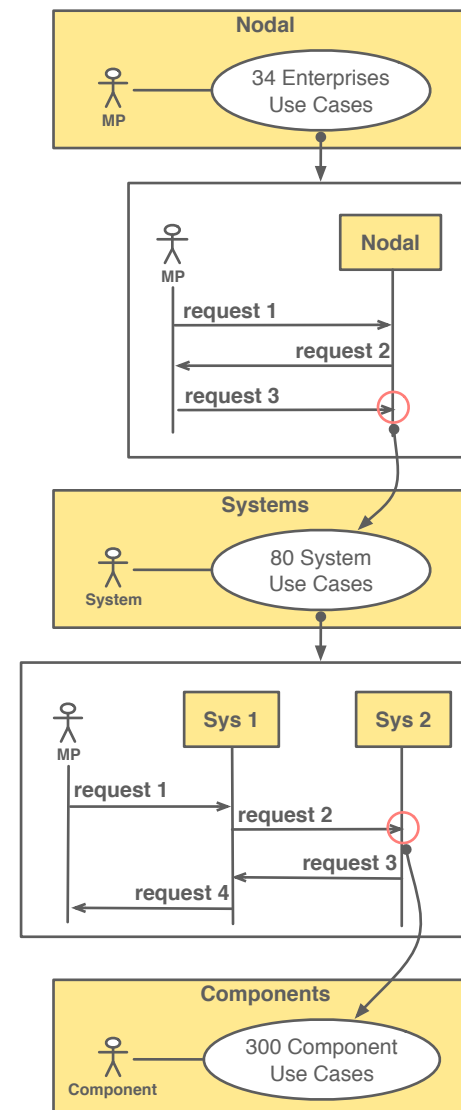 Nodal
34 Enterprises
Use Cases
MP
Nodal
MP
request 1
request 2
request 3
Systems
80 System
Use Cases
System
Sys 1
Sys 2
MP
request 1
request 2
request 3
request 4
Components
300 Component
Use Cases
Component